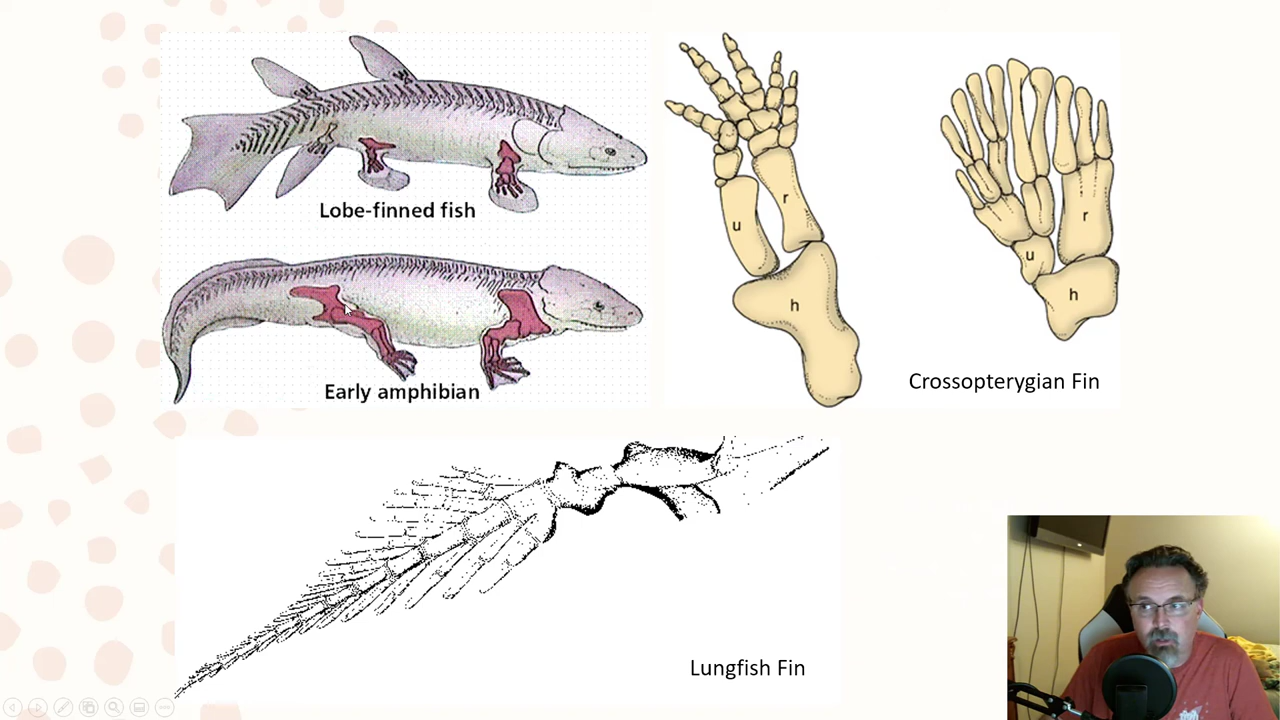 Lobe-finned fish
Early amphibian
u
r
h
u
r
h
Crossopterygian Fin
Lungfish Fin